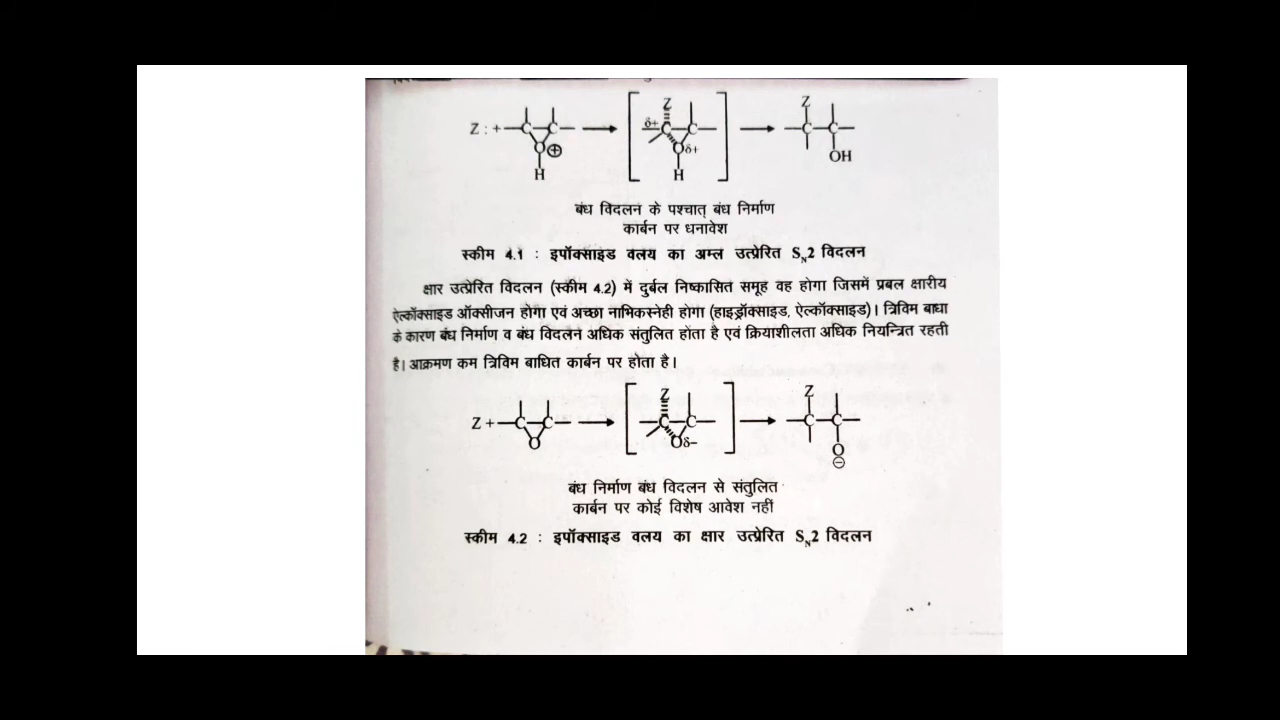 Z : + —C—C— → [ Z δ+ C—C— Oδ+ H ] → Z —C—C—
O ⊕
H
OH
बंध विदलन के पश्चात् बंध निर्माण
कार्बन पर धनावेश
स्कीम 4.1 : इपॉक्साइड वलय का अम्ल उत्प्रेरित S_N2 विदलन
क्षार उत्प्रेरित विदलन (स्कीम 4.2) में दुर्बल निष्कासित समूह वह होगा जिसमें प्रबल क्षारीय
ऐल्कॉक्साइड ऑक्सीजन होगा एवं अच्छा नाभिकस्नेही होगा (हाइड्रॉक्साइड, ऐल्कॉक्साइड)। त्रिविम बाधा
के कारण बंध निर्माण व बंध विदलन अधिक संतुलित होता है एवं क्रियाशीलता अधिक नियन्त्रित रहती
है। आक्रमण कम त्रिविम बाधित कार्बन पर होता है।
Z + —C—C— → [ Z C—C— Oδ− ] → Z —C—C—
O
O
⊖
बंध निर्माण बंध विदलन से संतुलित
कार्बन पर कोई विशेष आवेश नहीं
स्कीम 4.2 : इपॉक्साइड वलय का क्षार उत्प्रेरित S_N2 विदलन